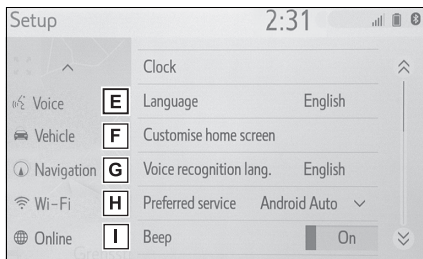 Setup 2:31
Clock
Voice E Language English
Vehicle F Customise home screen
Navigation G Voice recognition lang. English
Wi-Fi H Preferred service Android Auto
Online I Beep On